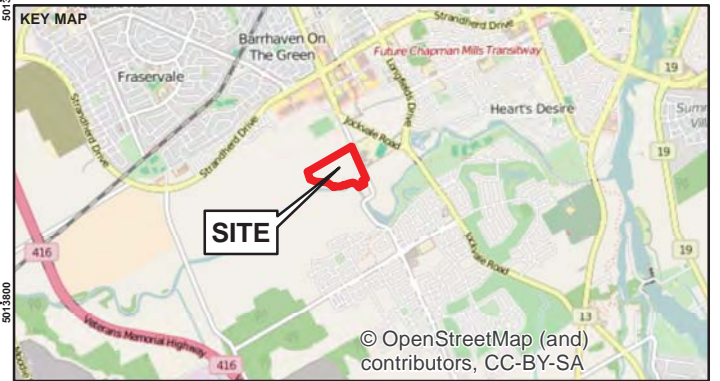 KEY MAP
Strandherd Drive
Barrhaven On
The Green
Future Chapman Mills Transitway
19
Fraservale
Longfields Drive
Heart's Desire
Strandherd Drive
Jockvale Road
Strandherd Drive
19
SITE
416
Jockvale Road
19
5013800
13
Veterans Memorial Highway
416
© OpenStreetMap (and)
contributors, CC-BY-SA